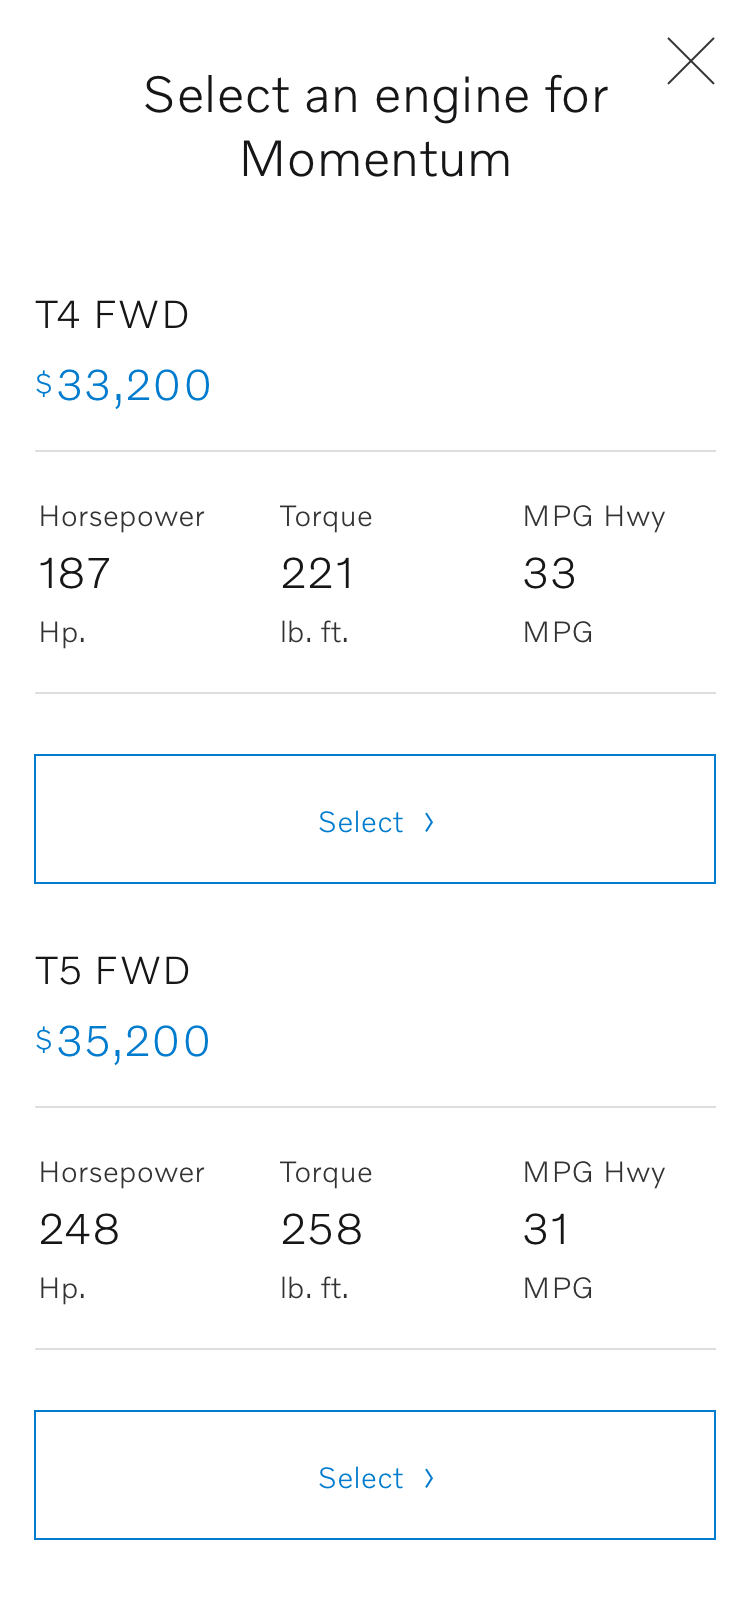 Select an engine for
Momentum
T4 FWD
$33,200
Horsepower Torque MPG Hwy
187 221 33
Hp. lb. ft. MPG
Select ›
T5 FWD
$35,200
Horsepower Torque MPG Hwy
248 258 31
Hp. lb. ft. MPG
Select ›